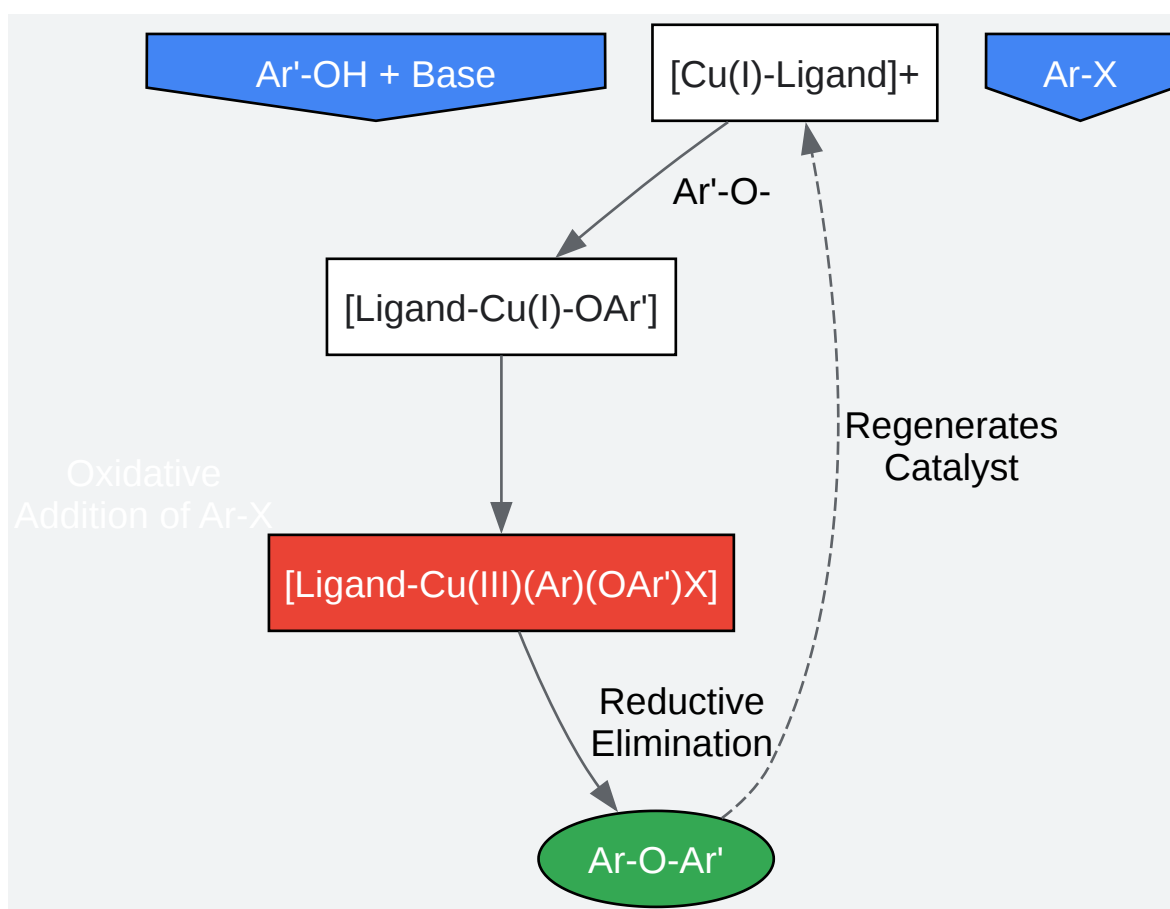 Ar'-OH + Base
[Cu(I)-Ligand]+
Ar-X
Ar'-O-
[Ligand-Cu(I)-OAr']
Regenerates
Catalyst
Oxidative
Addition of Ar-X
[Ligand-Cu(III)(Ar)(OAr')X]
Reductive
Elimination
Ar-O-Ar'